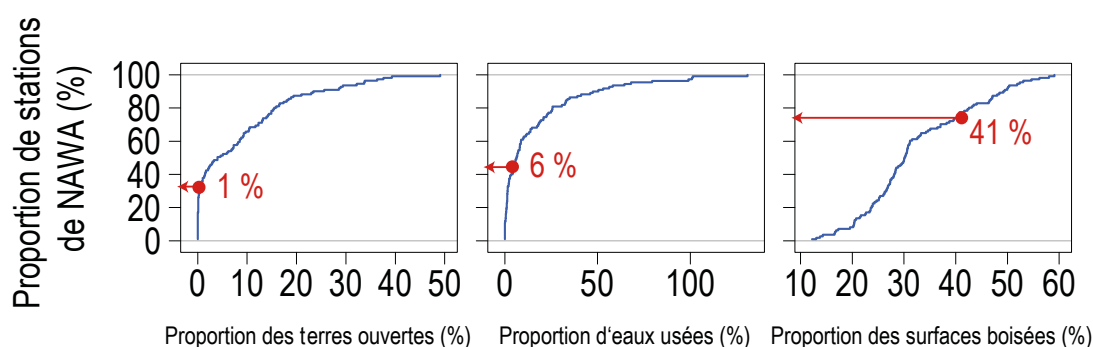 Proportion de stations
de NAWA (%)
100
80
60
40
20
0
1 %
6 %
41 %
0 10 20 30 40 50
0 50 100
10 20 30 40 50 60
Proportion des terres ouvertes (%)
Proportion d‘eaux usées (%)
Proportion des surfaces boisées (%)